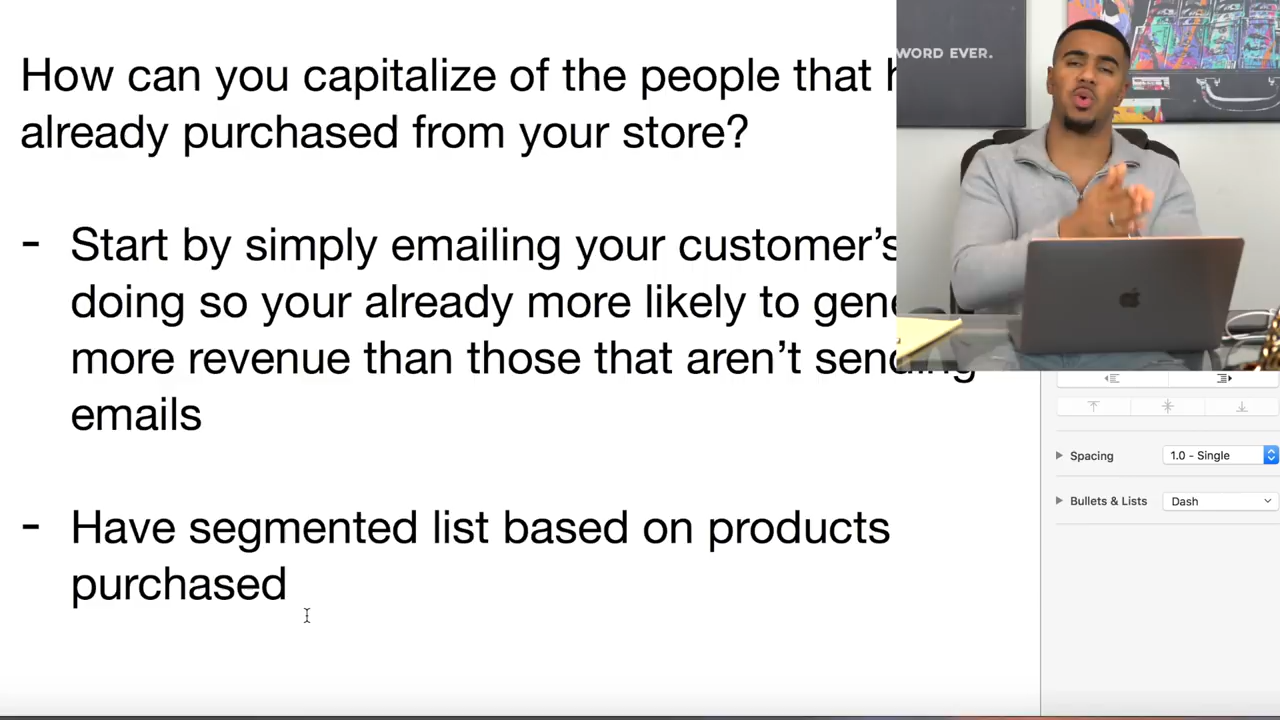 How can you capitalize of the people that
already purchased from your store?
- Start by simply emailing your customer's
doing so your already more likely to
more revenue than those that aren't sending
emails
- Have segmented list based on products
purchased
WORD EVER.
Spacing
1.0 - Single
Bullets & Lists
Dash